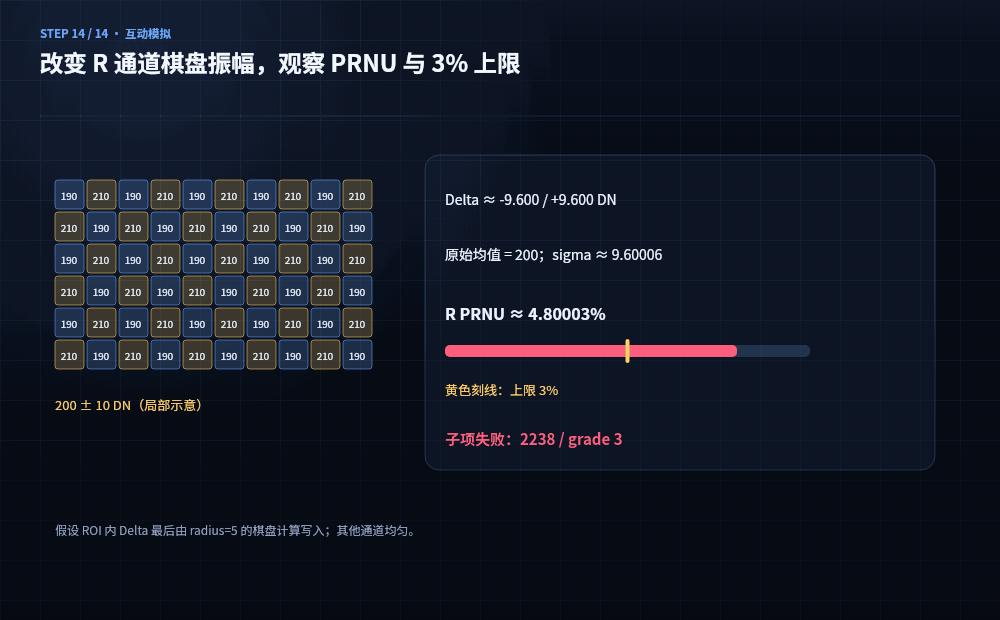 STEP 14 / 14 · 互动模拟
改变 R 通道棋盘振幅，观察 PRNU 与 3% 上限
190 210 190 210 190 210 190 210 190 210
210 190 210 190 210 190 210 190 210 190
190 210 190 210 190 210 190 210 190 210
210 190 210 190 210 190 210 190 210 190
190 210 190 210 190 210 190 210 190 210
210 190 210 190 210 190 210 190 210 190
200 ± 10 DN（局部示意）
Delta ≈ -9.600 / +9.600 DN
原始均值 = 200；sigma ≈ 9.60006
R PRNU ≈ 4.80003%
黄色刻线：上限 3%
子项失败：2238 / grade 3
假设 ROI 内 Delta 最后由 radius=5 的棋盘计算写入；其他通道均匀。